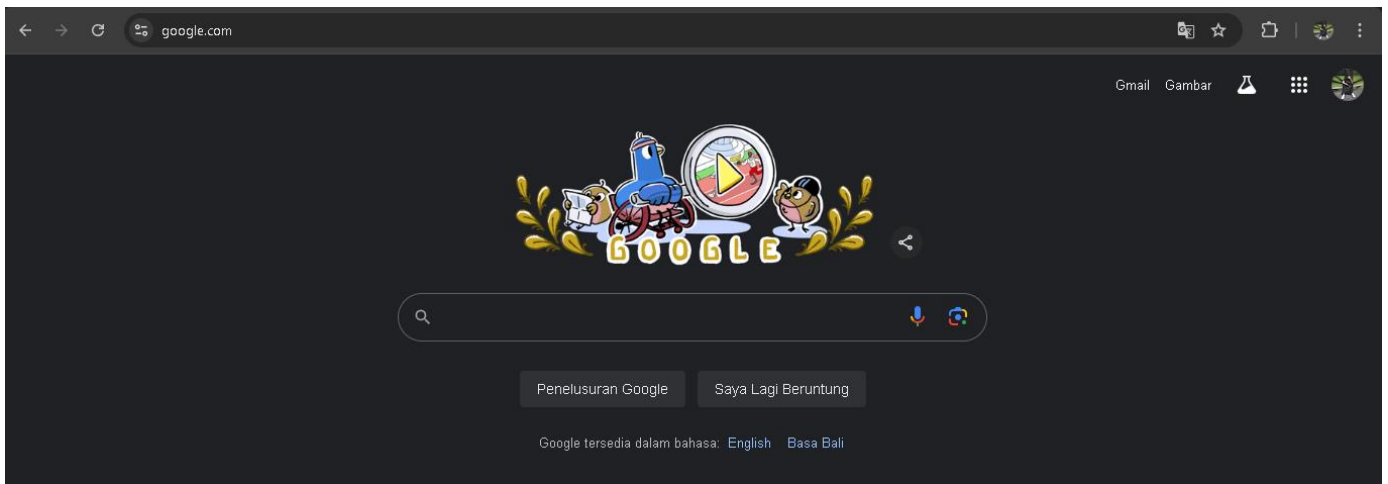 google.com
Gmail Gambar
GOOGLE
Penelusuran Google Saya Lagi Beruntung
Google tersedia dalam bahasa: English Basa Bali